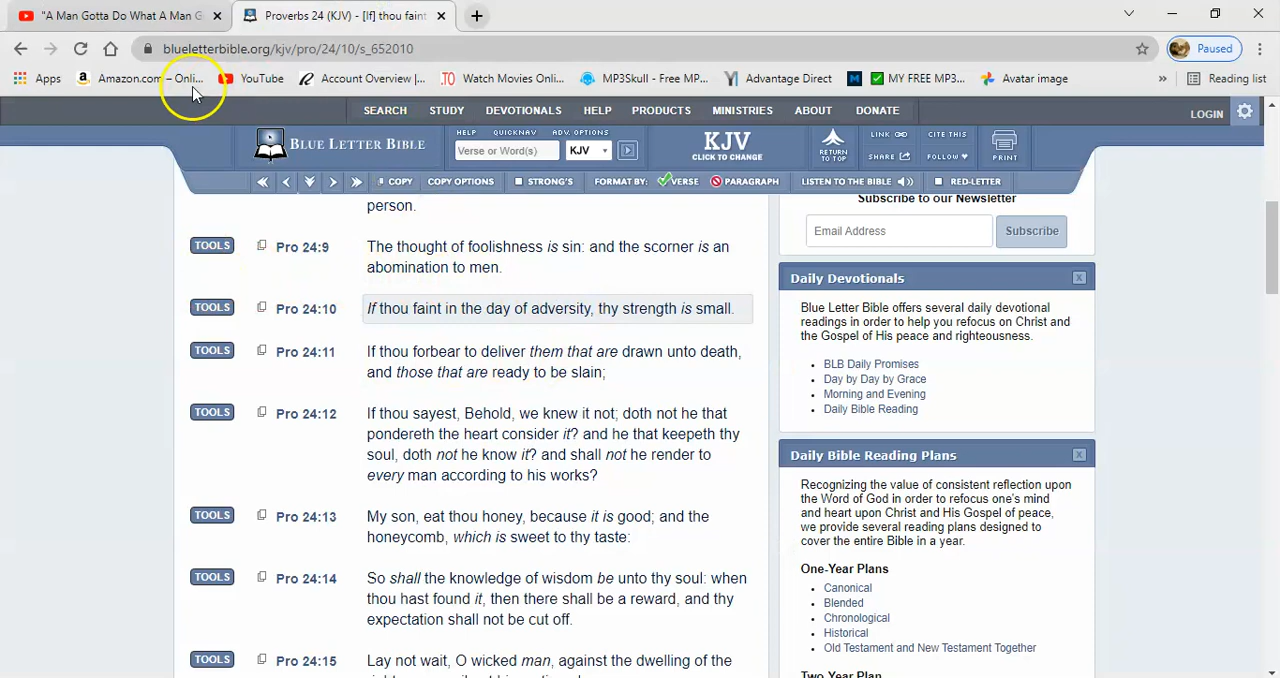 "A Man Gotta Do What A Man G
Proverbs 24 (KJV) - [If] thou faint
blueletterbible.org/kjv/pro/24/10/s_652010
Paused
Apps
Amazon.com – Onli...
YouTube
Account Overview |...
Watch Movies Onli...
MP3Skull - Free MP...
Advantage Direct
MY FREE MP3...
Avatar image
»
Reading list
SEARCH STUDY DEVOTIONALS HELP PRODUCTS MINISTRIES ABOUT DONATE
LOGIN
BLUE LETTER BIBLE
HELP QUICKNAV ADV. OPTIONS
Verse or Word(s)
KJV
KJV
CLICK TO CHANGE
RETURN
TO TOP
LINK
CITE THIS
SHARE
FOLLOW
PRINT
COPY COPY OPTIONS STRONG'S FORMAT BY: VERSE PARAGRAPH LISTEN TO THE BIBLE RED-LETTER
person.
TOOLS Pro 24:9 The thought of foolishness is sin: and the scorner is an
abomination to men.
TOOLS Pro 24:10 If thou faint in the day of adversity, thy strength is small.
TOOLS Pro 24:11 If thou forbear to deliver them that are drawn unto death,
and those that are ready to be slain;
TOOLS Pro 24:12 If thou sayest, Behold, we knew it not; doth not he that
pondereth the heart consider it? and he that keepeth thy
soul, doth not he know it? and shall not he render to
every man according to his works?
TOOLS Pro 24:13 My son, eat thou honey, because it is good; and the
honeycomb, which is sweet to thy taste:
TOOLS Pro 24:14 So shall the knowledge of wisdom be unto thy soul: when
thou hast found it, then there shall be a reward, and thy
expectation shall not be cut off.
TOOLS Pro 24:15 Lay not wait, O wicked man, against the dwelling of the
Subscribe to our Newsletter
Email Address
Subscribe
Daily Devotionals
Blue Letter Bible offers several daily devotional
readings in order to help you refocus on Christ and
the Gospel of His peace and righteousness.
BLB Daily Promises
Day by Day by Grace
Morning and Evening
Daily Bible Reading
Daily Bible Reading Plans
Recognizing the value of consistent reflection upon
the Word of God in order to refocus one's mind
and heart upon Christ and His Gospel of peace,
we provide several reading plans designed to
cover the entire Bible in a year.
One-Year Plans
Canonical
Blended
Chronological
Historical
Old Testament and New Testament Together
Two Year Plan